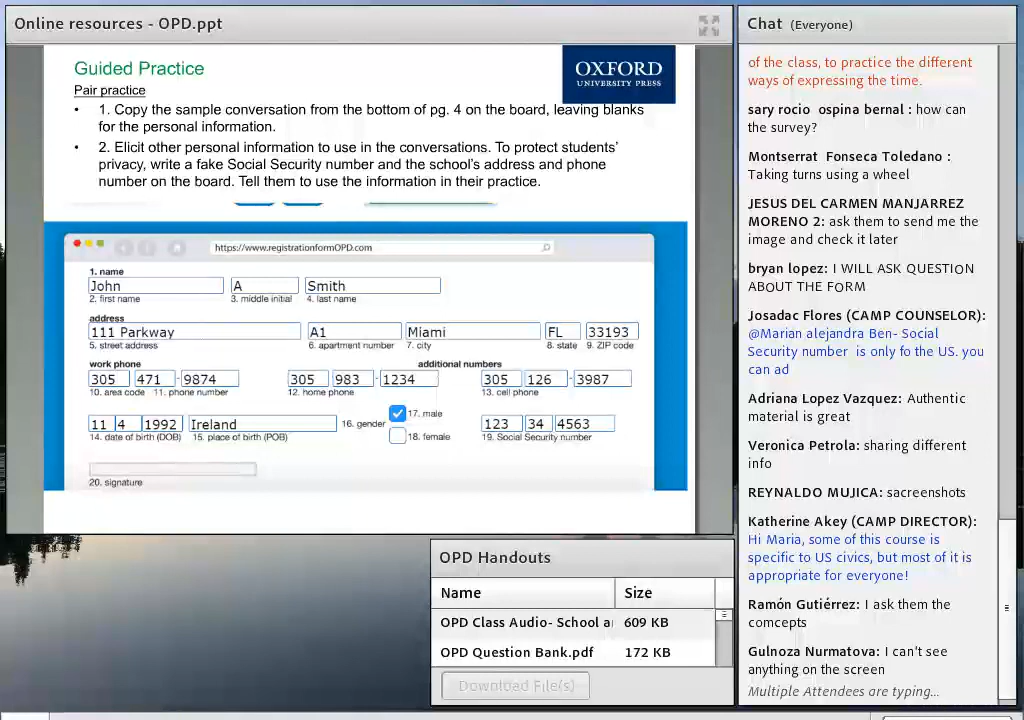 Online resources - OPD.ppt
Guided Practice
OXFORD
UNIVERSITY PRESS
Pair practice
• 1. Copy the sample conversation from the bottom of pg. 4 on the board, leaving blanks
for the personal information.
• 2. Elicit other personal information to use in the conversations. To protect students'
privacy, write a fake Social Security number and the school's address and phone
number on the board. Tell them to use the information in their practice.
https://www.registrationformOPD.com
1. name
John A Smith
2. first name 3. middle initial 4. last name
address
111 Parkway A1 Miami FL 33193
5. street address 6. apartment number 7. city 8. state 9. ZIP code
work phone additional numbers
305 471 - 9874 305 983 - 1234 305 126 - 3987
10. area code 11. phone number 12. home phone 13. cell phone
11 4 1992 Ireland 16. gender 17. male 123 34 4563
14. date of birth (DOB) 15. place of birth (POB) 18. female 19. Social Security number
20. signature
OPD Handouts
Name Size
OPD Class Audio- School a 609 KB
OPD Question Bank.pdf 172 KB
Download File(s)
Chat (Everyone)
of the class, to practice the different
ways of expressing the time.
sary rocio ospina bernal : how can
the survey?
Montserrat Fonseca Toledano :
Taking turns using a wheel
JESUS DEL CARMEN MANJARREZ
MORENO 2: ask them to send me the
image and check it later
bryan lopez: I WILL ASK QUESTION
ABOUT THE FORM
Josadac Flores (CAMP COUNSELOR):
@Marian alejandra Ben- Social
Security number is only fo the US. you
can ad
Adriana Lopez Vazquez: Authentic
material is great
Veronica Petrola: sharing different
info
REYNALDO MUJICA: sacreenshots
Katherine Akey (CAMP DIRECTOR):
Hi Maria, some of this course is
specific to US civics, but most of it is
appropriate for everyone!
Ramón Gutiérrez: I ask them the
comcepts
Gulnoza Nurmatova: I can't see
anything on the screen
Multiple Attendees are typing...